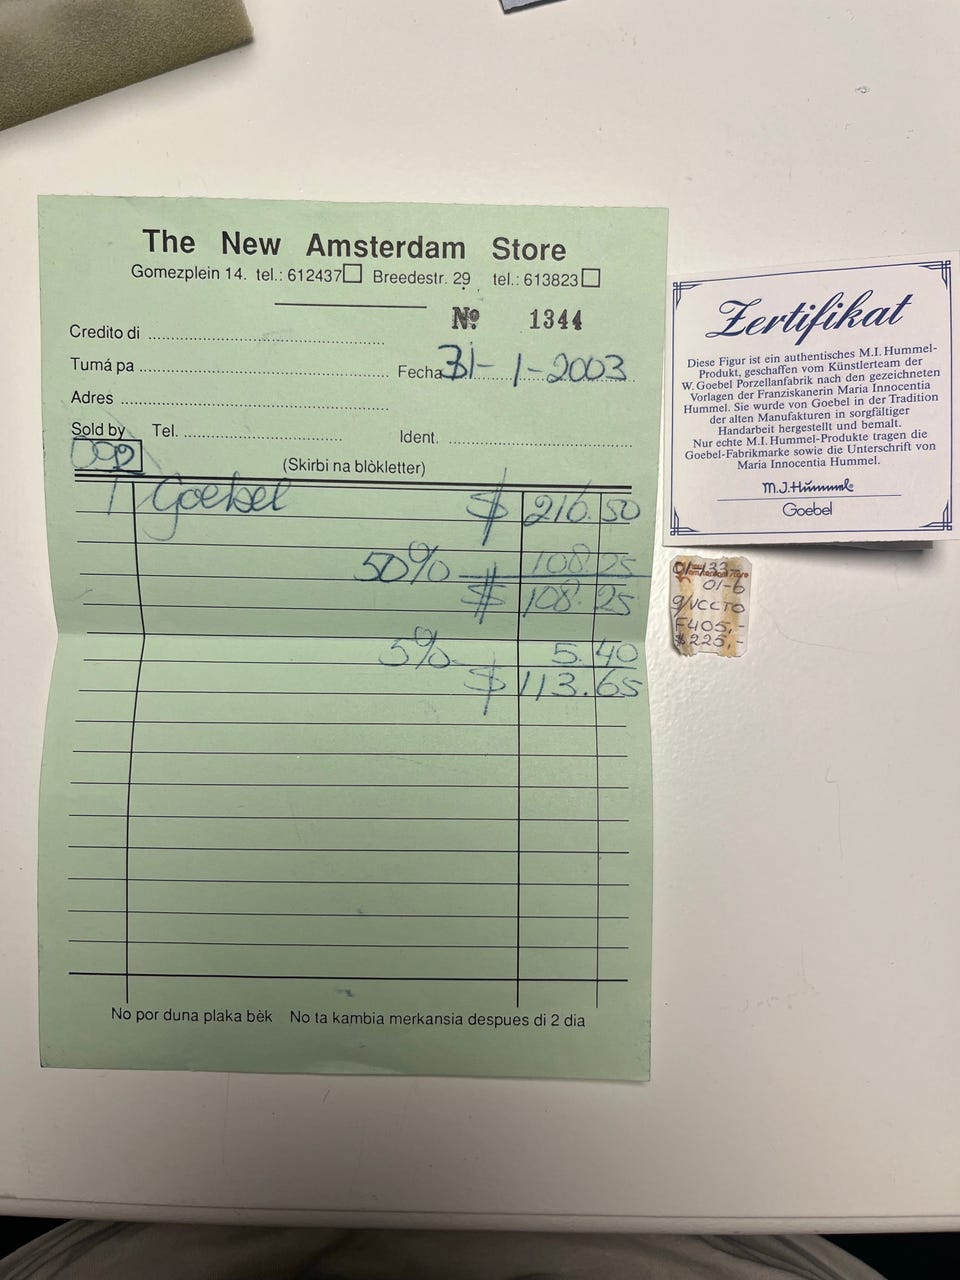 The New Amsterdam Store
Gomezplein 14. tel.: 612437 Breedestr. 29 tel.: 613823
Nº 1344
Credito di
Tumá pa
Fecha 31-1-2003
Adres
Sold by Tel. Ident.
092
(Skirbi na blòkletter)
1 Goebel $ 216.50
50% 108.25
$ 108.25
5% 5.40
$ 113.65
No por duna plaka bèk No ta kambia merkansia despues di 2 dia
Zertifikat
Diese Figur ist ein authentisches M.I. Hummel-
Produkt, geschaffen vom Künstlerteam der
W. Goebel Porzellanfabrik nach den gezeichneten
Vorlagen der Franziskanerin Maria Innocentia
Hummel. Sie wurde von Goebel in der Tradition
der alten Manufakturen in sorgfältiger
Handarbeit hergestellt und bemalt.
Nur echte M.I. Hummel-Produkte tragen die
Goebel-Fabrikmarke sowie die Unterschrift von
Maria Innocentia Hummel.
M.J. Hummel
Goebel
01-b
g/VCCTO
F405,-
$225,-